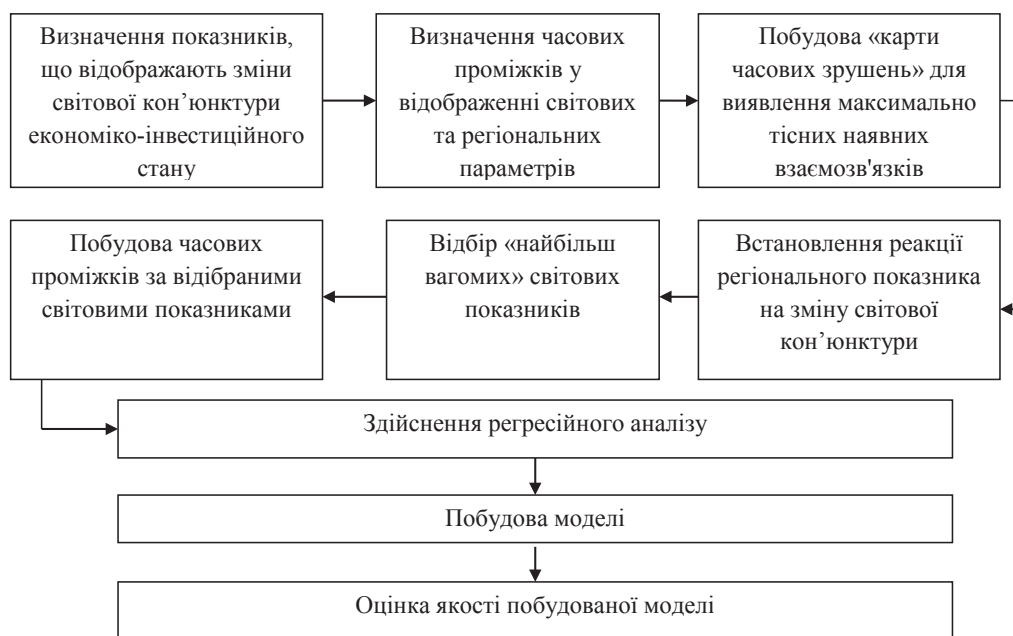 Визначення показників,
що відображають зміни
світової кон’юнктури
економіко-інвестиційного
стану
Визначення часових
проміжків у
відображенні світових
та регіональних
параметрів
Побудова «карти
часових зрушень» для
виявлення максимально
тісних наявних
взаємозв'язків
Встановлення реакції
регіонального показника
на зміну світової
кон’юнктури
Відбір «найбільш
вагомих» світових
показників
Побудова часових
проміжків за відібраними
світовими показниками
Здійснення регресійного аналізу
Побудова моделі
Оцінка якості побудованої моделі